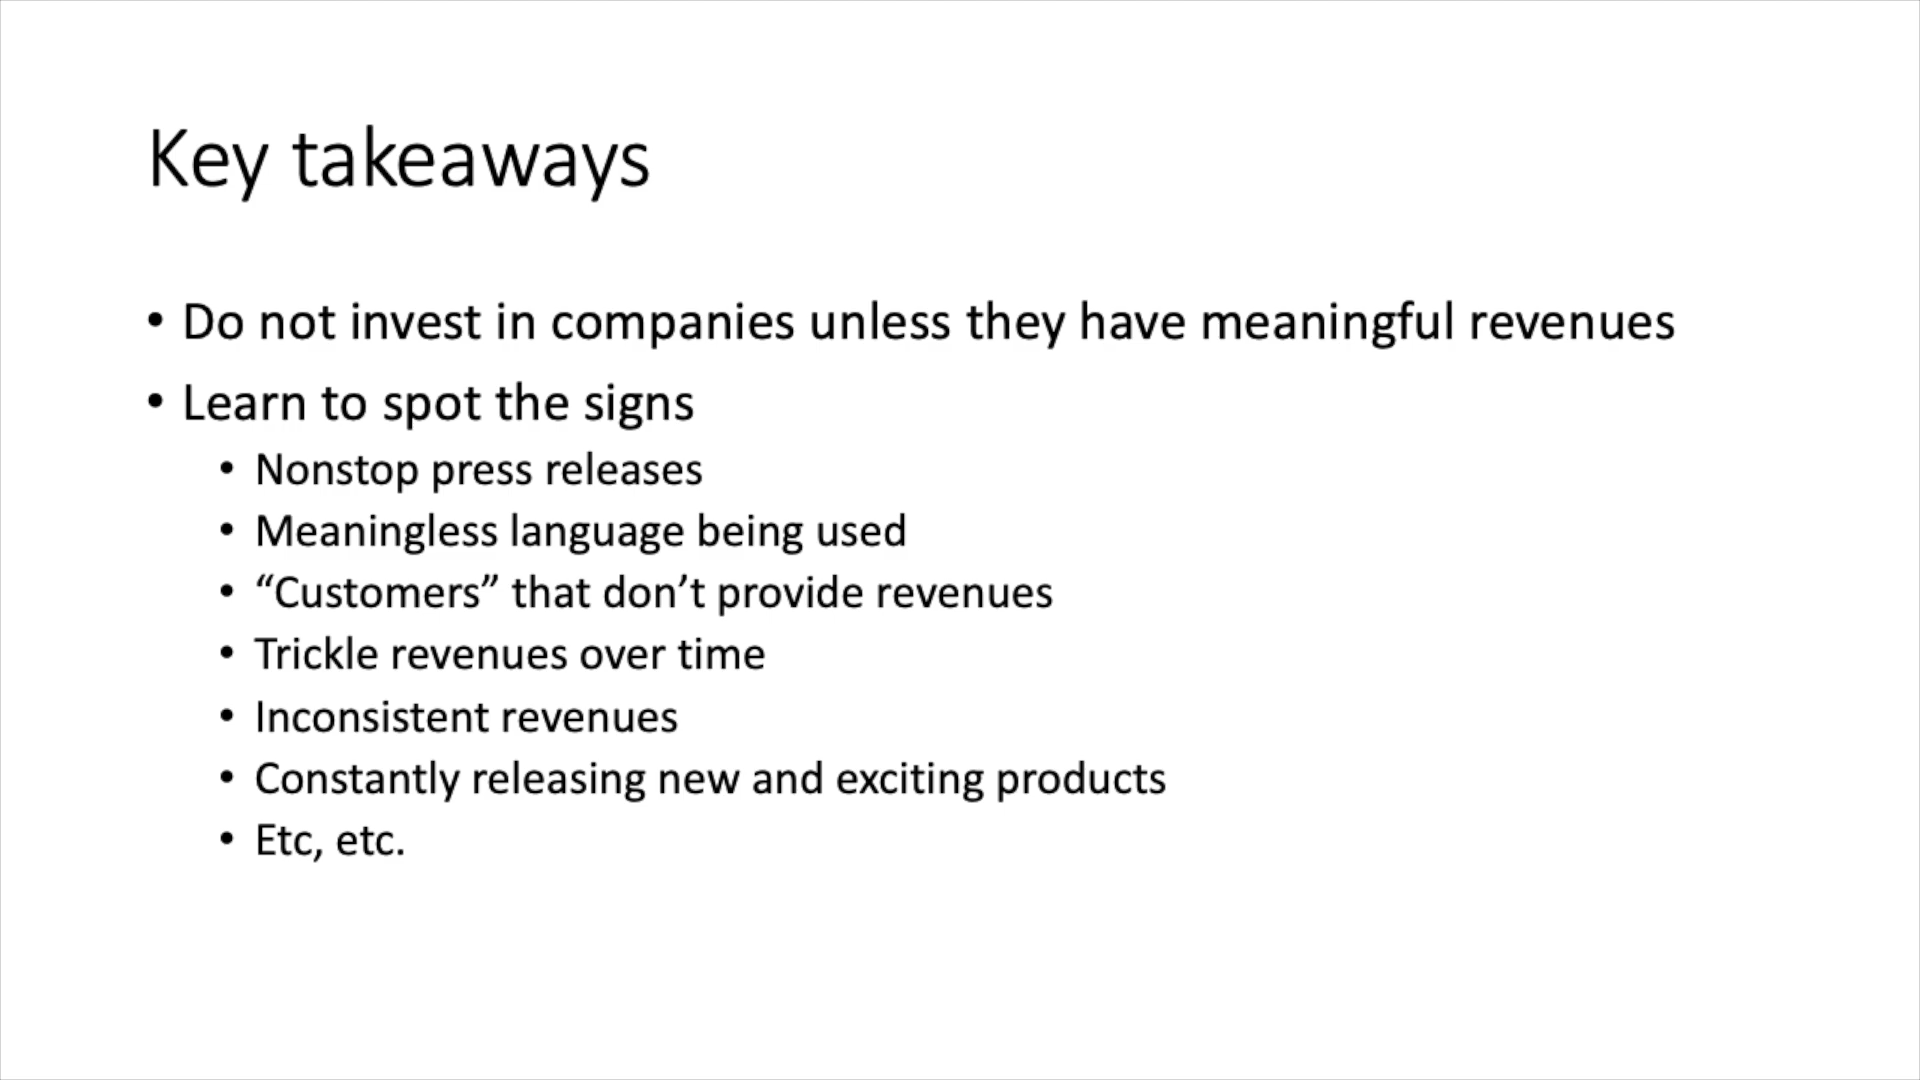 Key takeaways
• Do not invest in companies unless they have meaningful revenues
• Learn to spot the signs
• Nonstop press releases
• Meaningless language being used
• “Customers” that don’t provide revenues
• Trickle revenues over time
• Inconsistent revenues
• Constantly releasing new and exciting products
• Etc, etc.